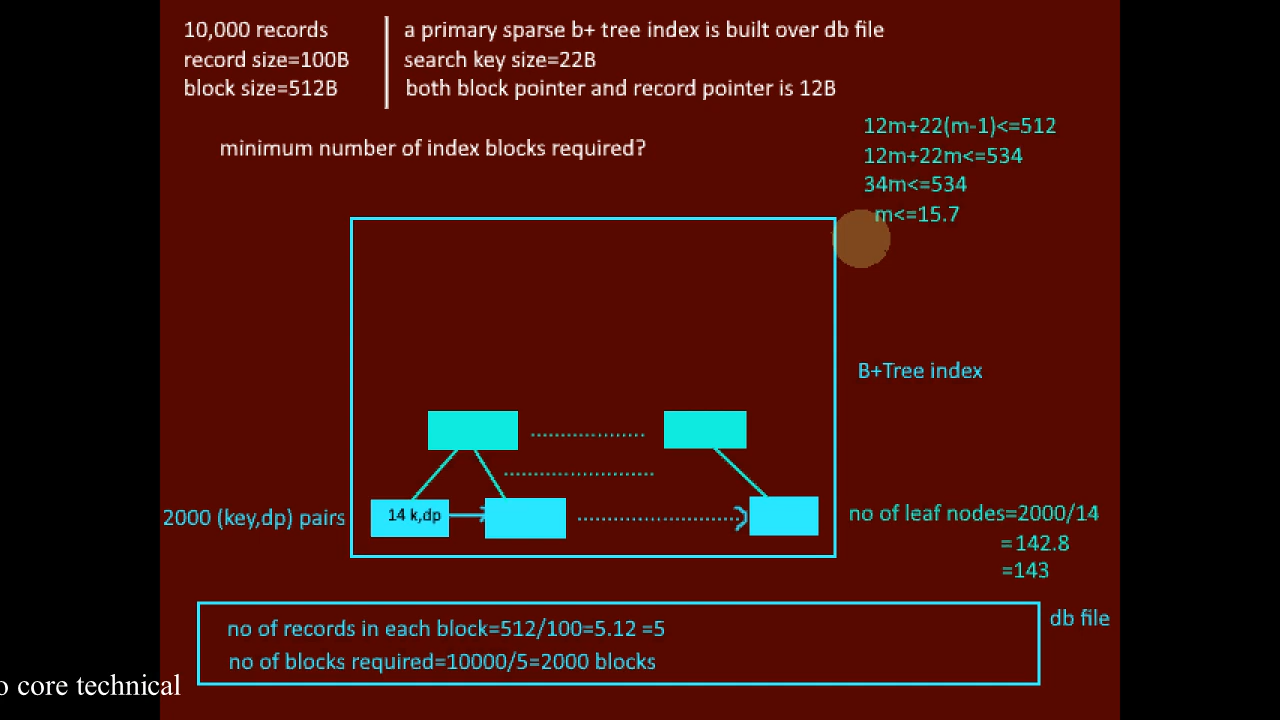 10,000 records
record size=100B
block size=512B
a primary sparse b+ tree index is built over db file
search key size=22B
both block pointer and record pointer is 12B
minimum number of index blocks required?
12m+22(m-1)<=512
12m+22m<=534
34m<=534
m<=15.7
B+Tree index
2000 (key,dp) pairs
14 k,dp
no of leaf nodes=2000/14
=142.8
=143
no of records in each block=512/100=5.12 =5
no of blocks required=10000/5=2000 blocks
db file
o core technical